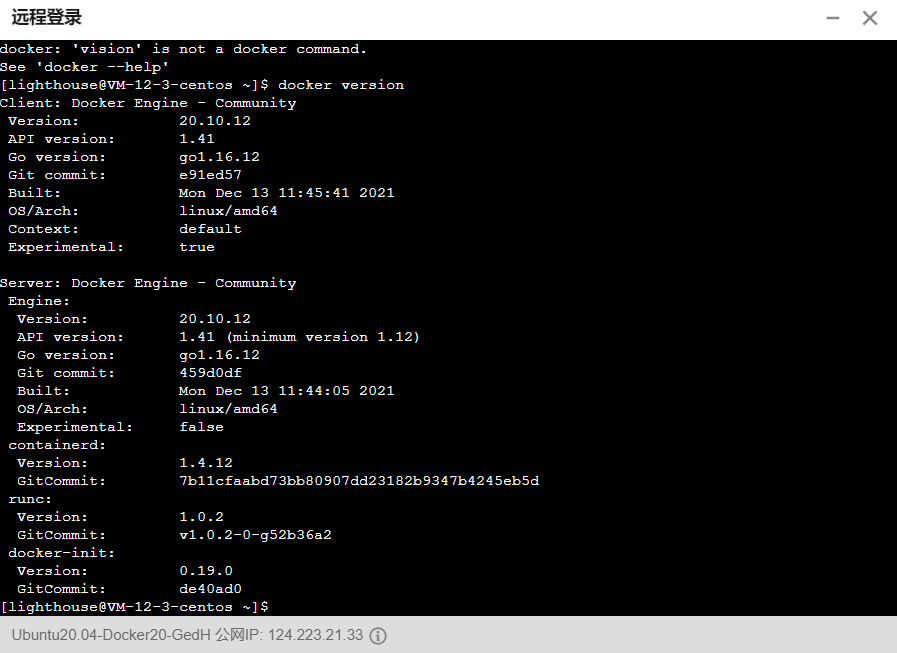 远程登录
docker: 'vision' is not a docker command.
See 'docker --help'
[lighthouse@VM-12-3-centos ~]$ docker version
Client: Docker Engine - Community
Version: 20.10.12
API version: 1.41
Go version: go1.16.12
Git commit: e91ed57
Built: Mon Dec 13 11:45:41 2021
OS/Arch: linux/amd64
Context: default
Experimental: true
Server: Docker Engine - Community
Engine:
Version: 20.10.12
API version: 1.41 (minimum version 1.12)
Go version: go1.16.12
Git commit: 459d0df
Built: Mon Dec 13 11:44:05 2021
OS/Arch: linux/amd64
Experimental: false
containerd:
Version: 1.4.12
GitCommit: 7b11cfaabd73bb80907dd23182b9347b4245eb5d
runc:
Version: 1.0.2
GitCommit: v1.0.2-0-g52b36a2
docker-init:
Version: 0.19.0
GitCommit: de40ad0
[lighthouse@VM-12-3-centos ~]$
Ubuntu20.04-Docker20-GedH 公网IP: 124.223.21.33